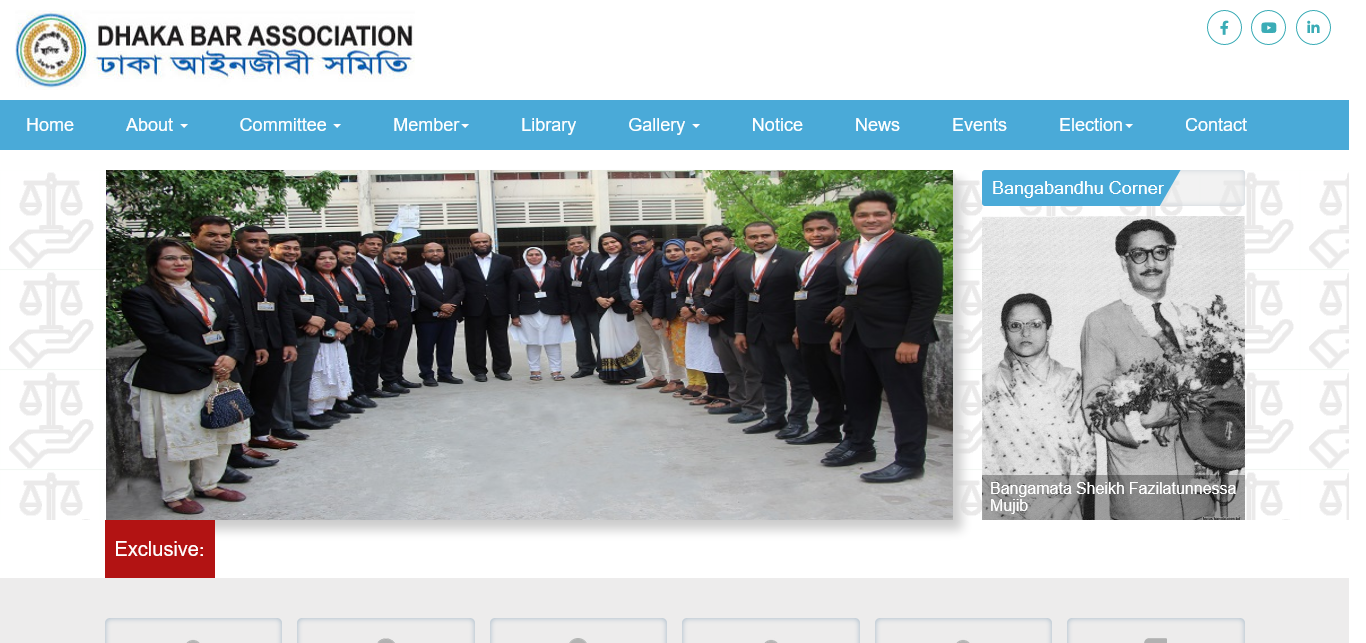 DHAKA BAR ASSOCIATION
ঢাকা আইনজীবী সমিতি
Home About Committee Member Library Gallery Notice News Events Election Contact
Bangabandhu Corner
Bangamata Sheikh Fazilatunnessa
Mujib
Exclusive: